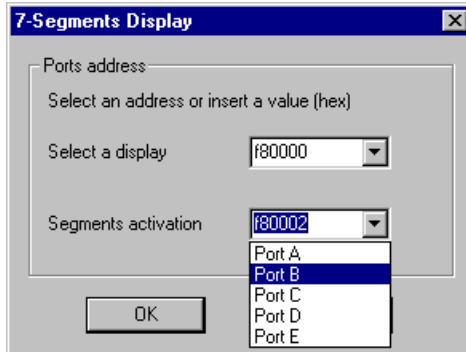 7-Segments Display
Ports address
Select an address or insert a value (hex)
Select a display
f80000
Segments activation
f80002
Port A
Port B
Port C
Port D
Port E
OK